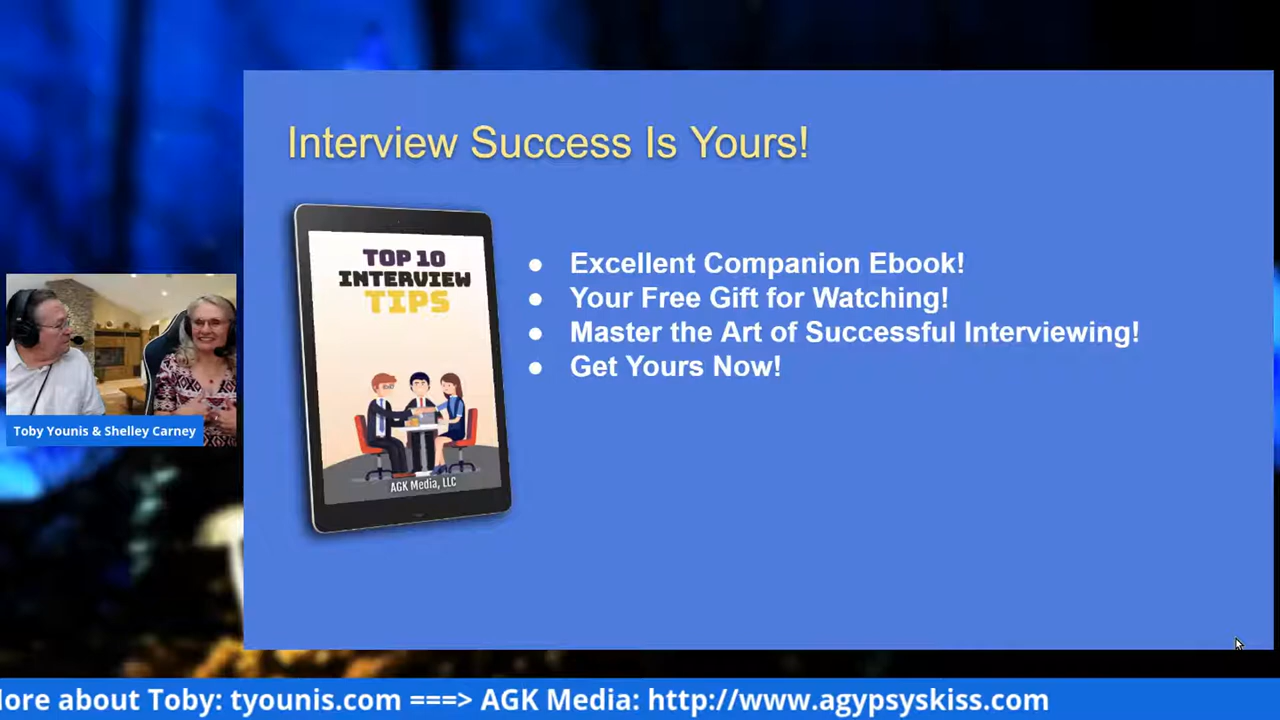 Interview Success Is Yours!
TOP 10
INTERVIEW
TIPS
AGK Media, LLC
● Excellent Companion Ebook!
● Your Free Gift for Watching!
● Master the Art of Successful Interviewing!
● Get Yours Now!
Toby Younis & Shelley Carney
ore about Toby: tyounis.com ===> AGK Media: http://www.agypsyskiss.com